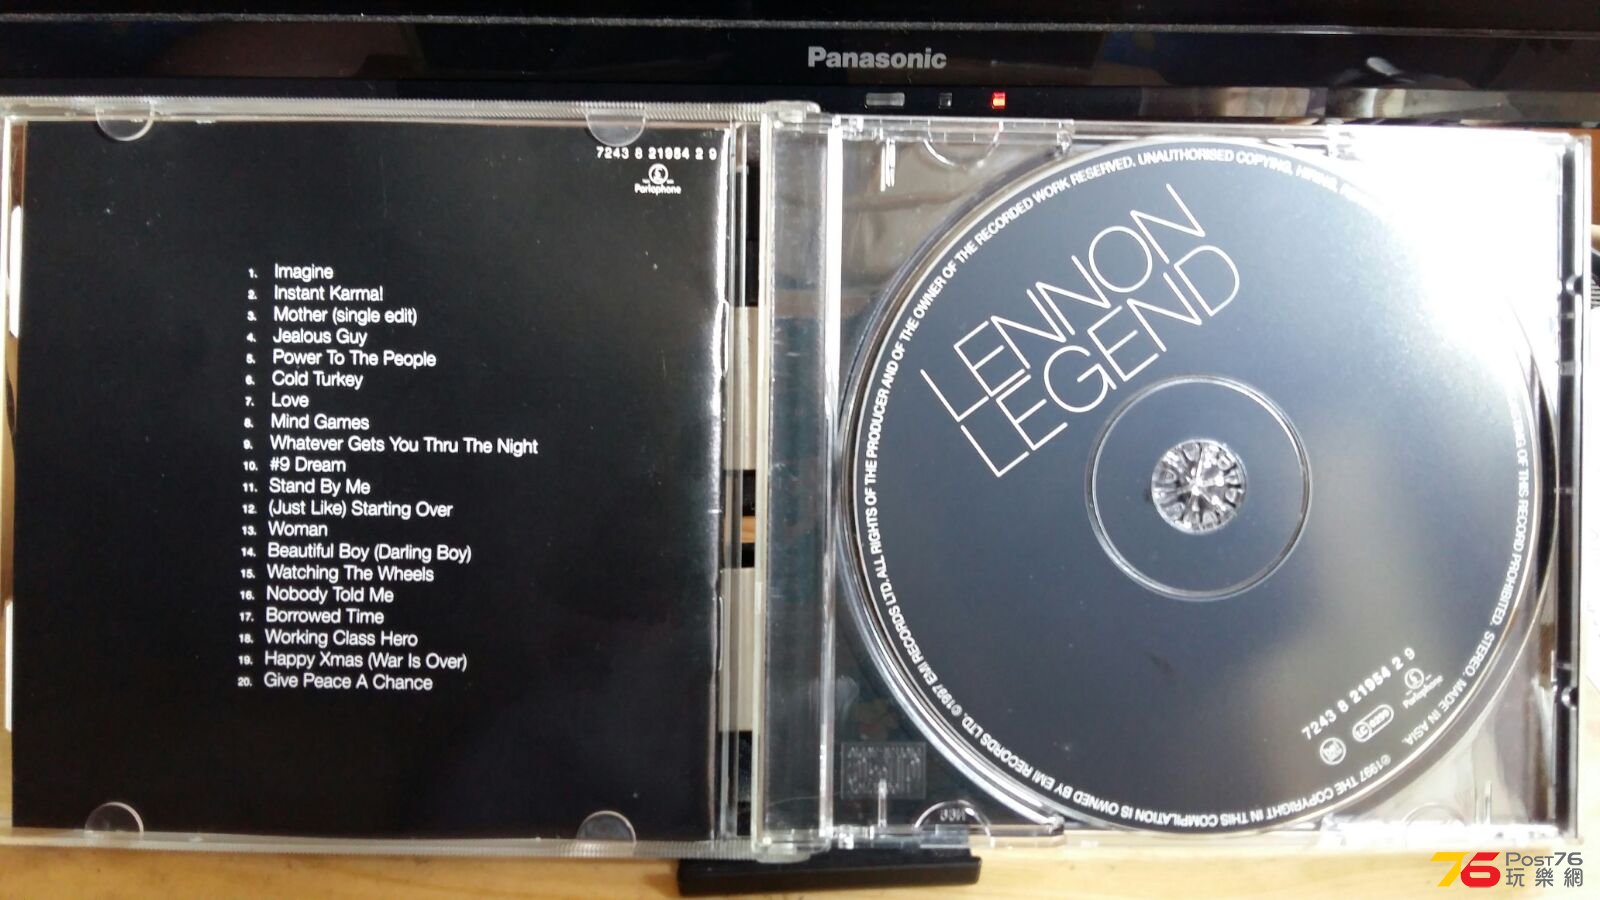 Panasonic
7243 8 21954 2 9
Parlophone
1. Imagine
2. Instant Karma!
3. Mother (single edit)
4. Jealous Guy
5. Power To The People
6. Cold Turkey
7. Love
8. Mind Games
9. Whatever Gets You Thru The Night
10. #9 Dream
11. Stand By Me
12. (Just Like) Starting Over
13. Woman
14. Beautiful Boy (Darling Boy)
15. Watching The Wheels
16. Nobody Told Me
17. Borrowed Time
18. Working Class Hero
19. Happy Xmas (War Is Over)
20. Give Peace A Chance
LENNON
LEGEND
7243 8 21954 2 9
Parlophone
LC 0299
℗1997 THE COPYRIGHT IN THIS COMPILATION IS OWNED BY EMI RECORDS LTD. ©1997 EMI RECORDS LTD. ALL RIGHTS OF THE PRODUCER AND OF THE OWNER OF THE RECORDED WORK RESERVED. UNAUTHORISED COPYING, HIRING, OF THIS RECORD PROHIBITED. STEREO. MADE IN ASIA.
76 POST76
玩樂網